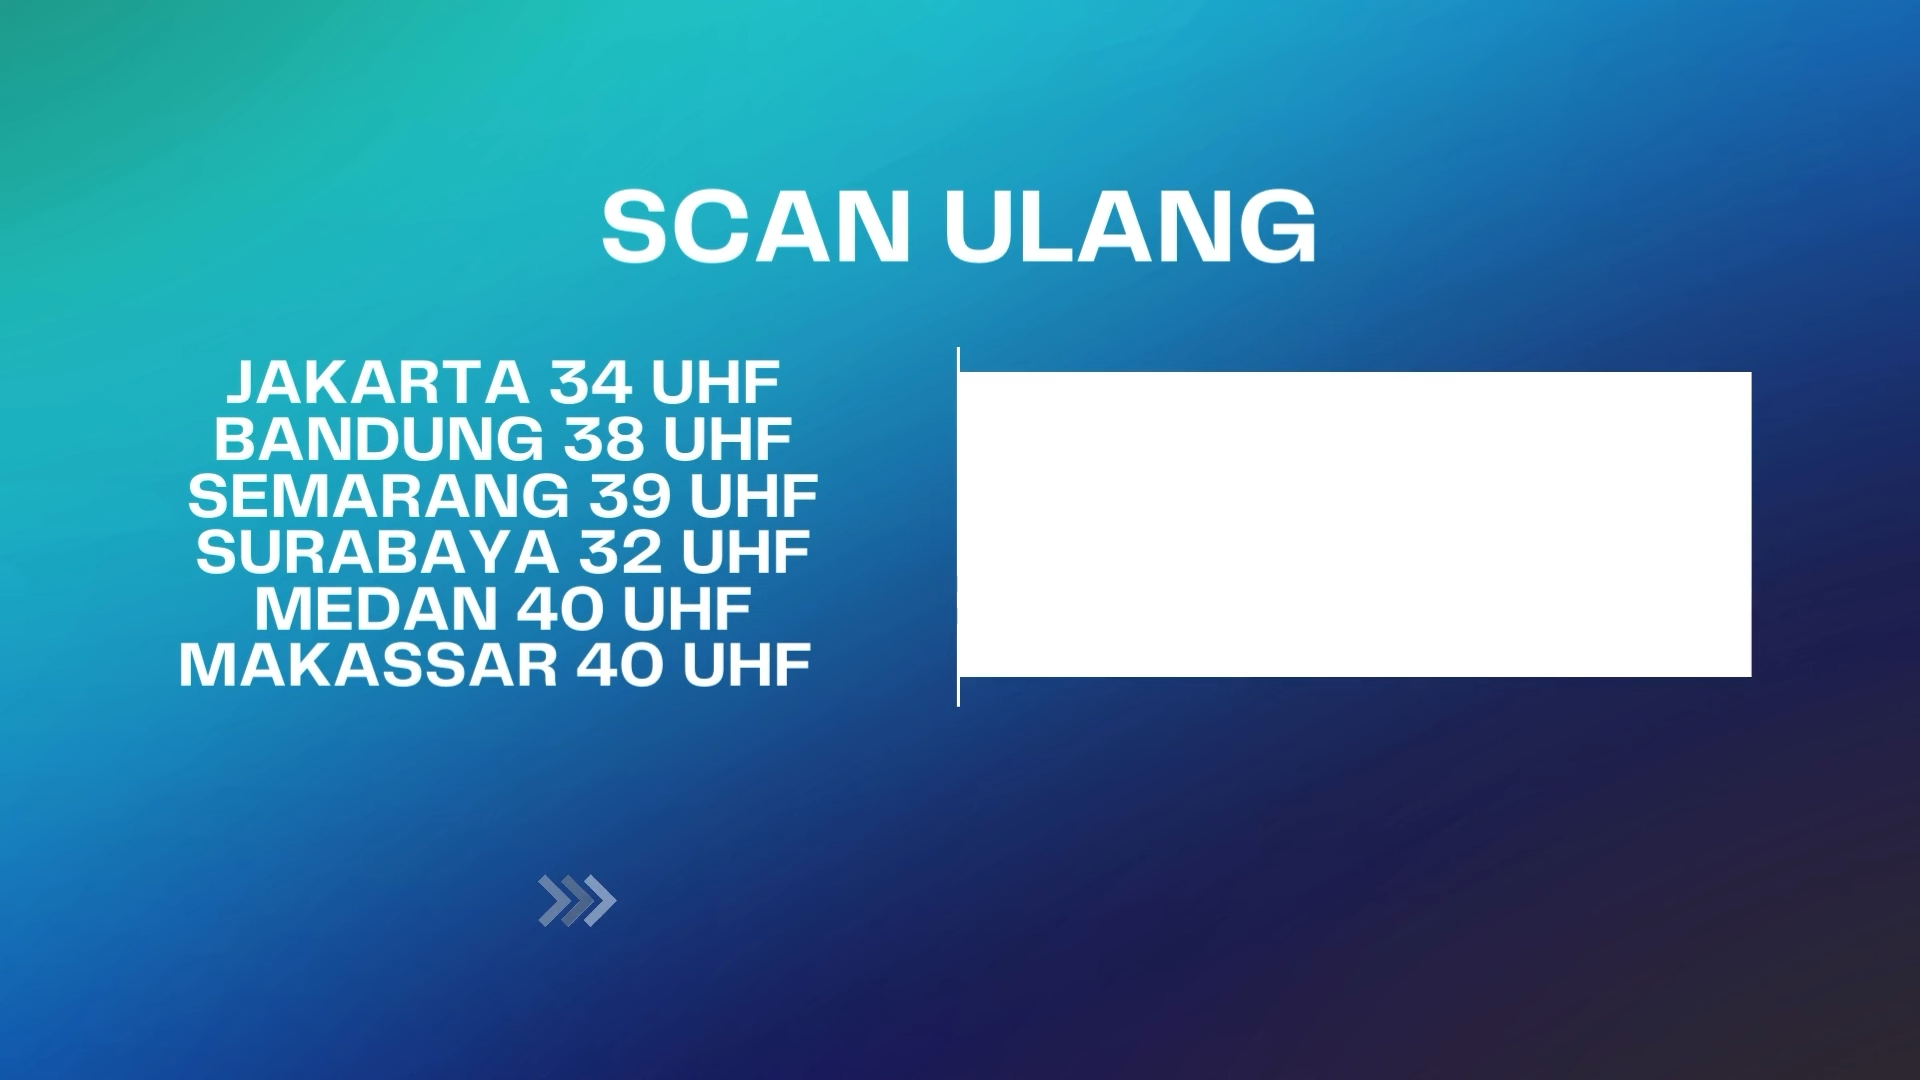 SCAN ULANG
JAKARTA 34 UHF
BANDUNG 38 UHF
SEMARANG 39 UHF
SURABAYA 32 UHF
MEDAN 40 UHF
MAKASSAR 40 UHF